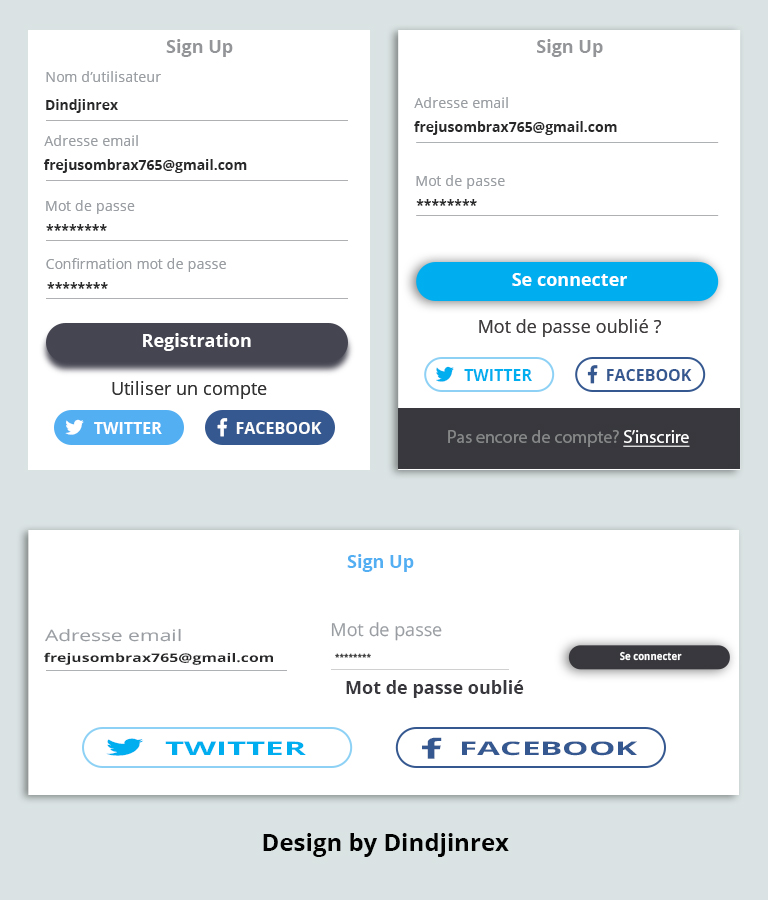 Sign Up
Nom d’utilisateur
Dindjinrex
Adresse email
frejusombrax765@gmail.com
Mot de passe
********
Confirmation mot de passe
********
Registration
Utiliser un compte
TWITTER
FACEBOOK
Sign Up
Adresse email
frejusombrax765@gmail.com
Mot de passe
********
Se connecter
Mot de passe oublié ?
TWITTER
FACEBOOK
Pas encore de compte? S’inscrire
Sign Up
Adresse email
frejusombrax765@gmail.com
Mot de passe
********
Se connecter
Mot de passe oublié
TWITTER
FACEBOOK
Design by Dindjinrex